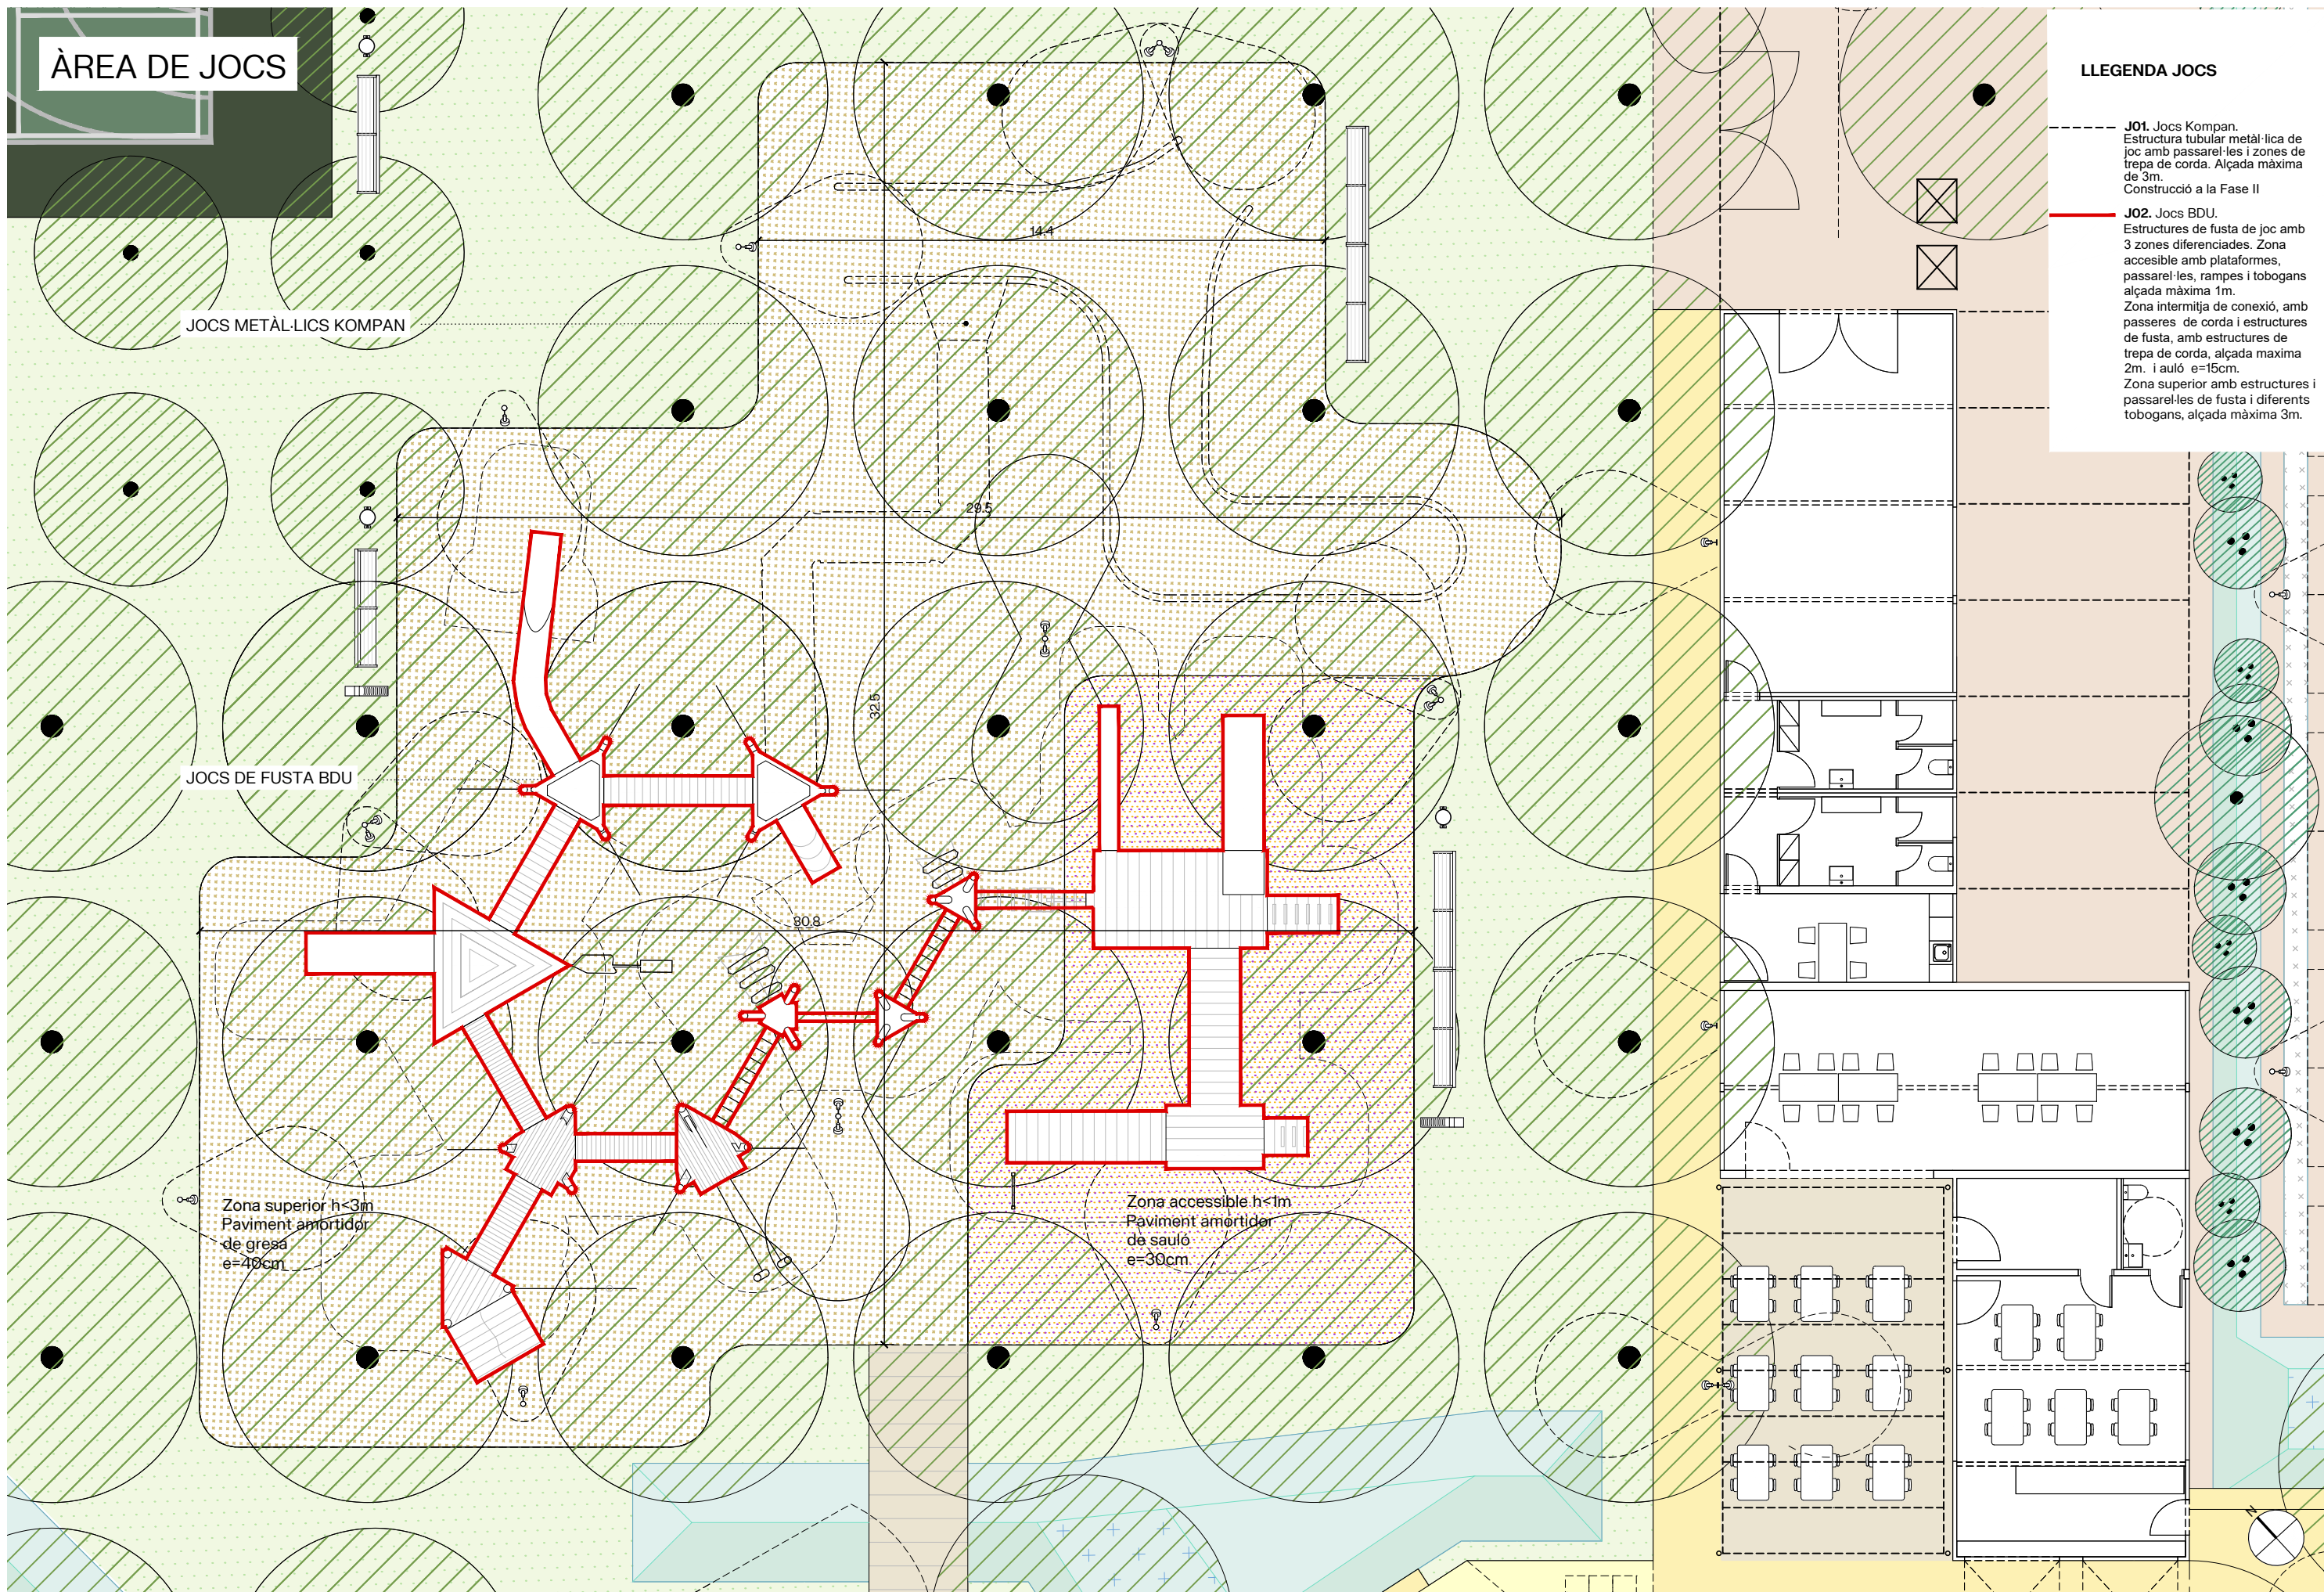 ÀREA DE JOCS
LLEGENDA JOCS
J01. Jocs Kompan.
Estructura tubular metàl·lica de
joc amb passarel·les i zones de
trepa de corda. Alçada màxima
de 3m.
Construcció a la Fase II
J02. Jocs BDU.
Estructures de fusta de joc amb
3 zones diferenciades. Zona
accesible amb plataformes,
passarel·les, rampes i tobogans
alçada màxima 1m.
Zona intermitja de conexió, amb
passeres de corda i estructures
de fusta, amb estructures de
trepa de corda, alçada maxima
2m. i auló e=15cm.
Zona superior amb estructures i
passarel·les de fusta i diferents
tobogans, alçada màxima 3m.
14.4
JOCS METÀL·LICS KOMPAN
29.5
32.5
JOCS DE FUSTA BDU
30.8
Zona superior h<3m
Paviment amortidor
de gresa
e=40cm
Zona accessible h<1m
Paviment amortidor
de sauló
e=30cm
N